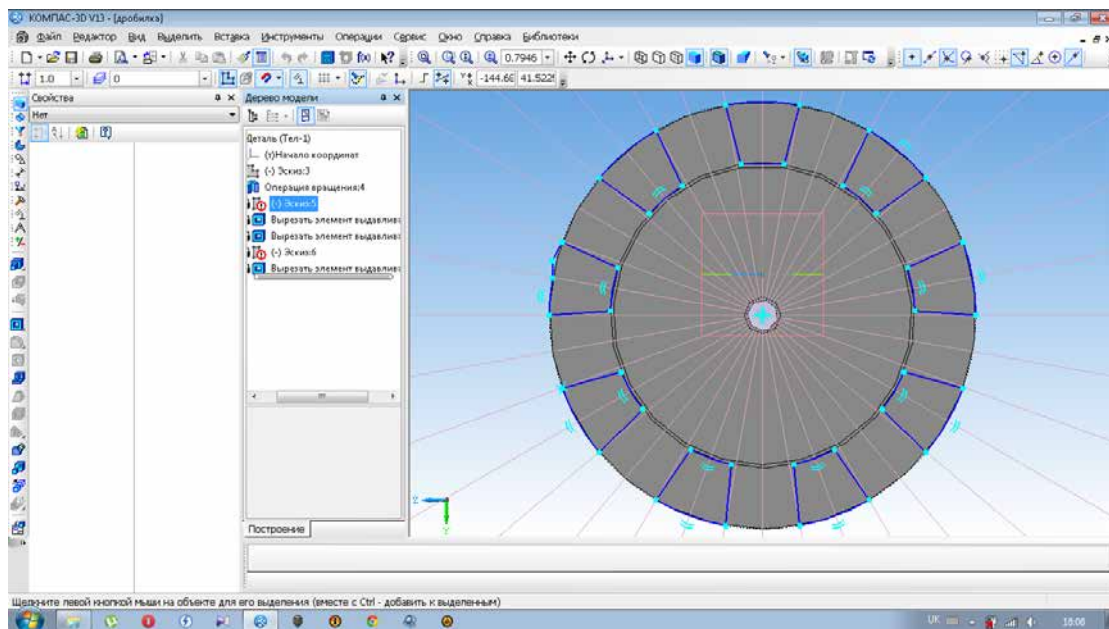 КОМПАС-3D V13 - [дробилка]
Файл Редактор Вид Выделить Вставка Инструменты Операции Сервис Окно Справка Библиотеки
0.7946
1.0 0 -144.66 41.522
Свойства
Нет
Дерево модели
Деталь (Тел-1)
(т)Начало координат
(-) Эскиз:3
Операция вращения:4
(-) Эскиз:5
Вырезать элемент выдавлив
Вырезать элемент выдавлив
(-) Эскиз:6
Вырезать элемент выдавлив
Построение
Z
Y
Щелкните левой кнопкой мыши на объекте для его выделения (вместе с Ctrl - добавить к выделенным)
UK 18:06